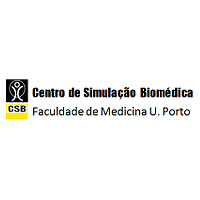 Centro de Simulação Biomédica
CSB
Faculdade de Medicina U. Porto